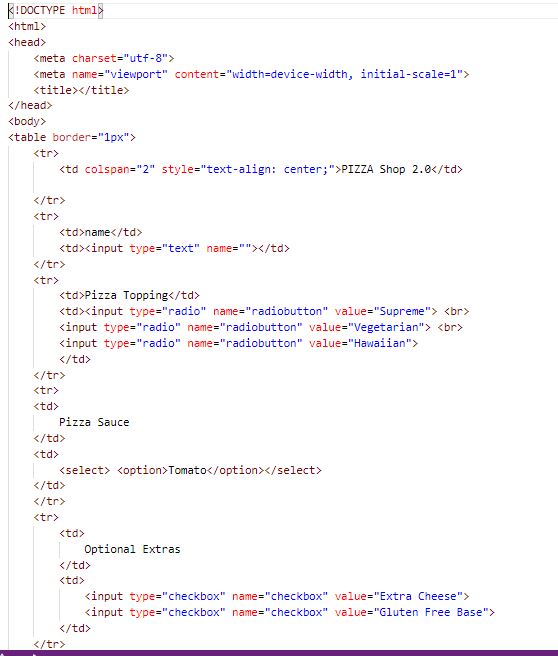 <!DOCTYPE html>
<html>
<head>
    <meta charset="utf-8">
    <meta name="viewport" content="width=device-width, initial-scale=1">
    <title></title>
</head>
<body>
<table border="1px">
    <tr>
        <td colspan="2" style="text-align: center;">PIZZA Shop 2.0</td>

    </tr>
    <tr>
        <td>name</td>
        <td><input type="text" name=""></td>
    </tr>
    <tr>
        <td>Pizza Topping</td>
        <td><input type="radio" name="radiobutton" value="Supreme"> <br>
        <input type="radio" name="radiobutton" value="Vegetarian"> <br>
        <input type="radio" name="radiobutton" value="Hawaiian">
        </td>
    </tr>
    <tr>
    <td>
        Pizza Sauce
    </td>
    <td>
        <select> <option>Tomato</option></select>
    </td>
    </tr>
    <tr>
        <td>
            Optional Extras
        </td>
        <td>
            <input type="checkbox" name="checkbox" value="Extra Cheese">
            <input type="checkbox" name="checkbox" value="Gluten Free Base">
        </td>
    </tr>